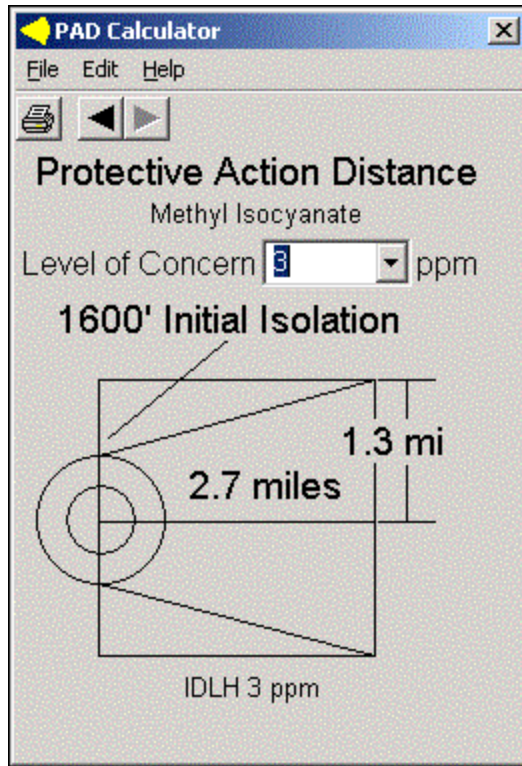 PAD Calculator
File Edit Help
Protective Action Distance
Methyl Isocyanate
Level of Concern 3 ppm
1600' Initial Isolation
1.3 mi
2.7 miles
IDLH 3 ppm